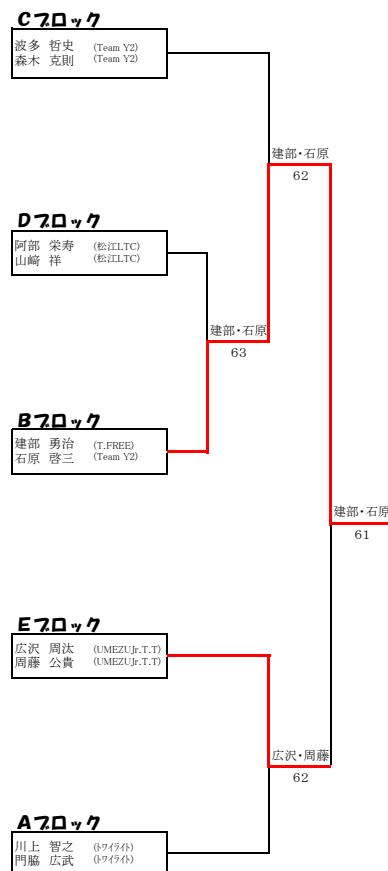 Cブロック
波多 哲史 (Team Y2)
森木 克則 (Team Y2)
建部・石原
62
Dブロック
阿部 栄寿 (松江LTC)
山﨑 祥 (松江LTC)
建部・石原
63
Bブロック
建部 勇治 (T.FREE)
石原 啓三 (Team Y2)
建部・石原
61
Eブロック
広沢 周汰 (UMEZUJr.T.T)
周藤 公貴 (UMEZUJr.T.T)
広沢・周藤
62
Aブロック
川上 智之 (ﾄﾜｲﾗｲﾄ)
門脇 広武 (ﾄﾜｲﾗｲﾄ)